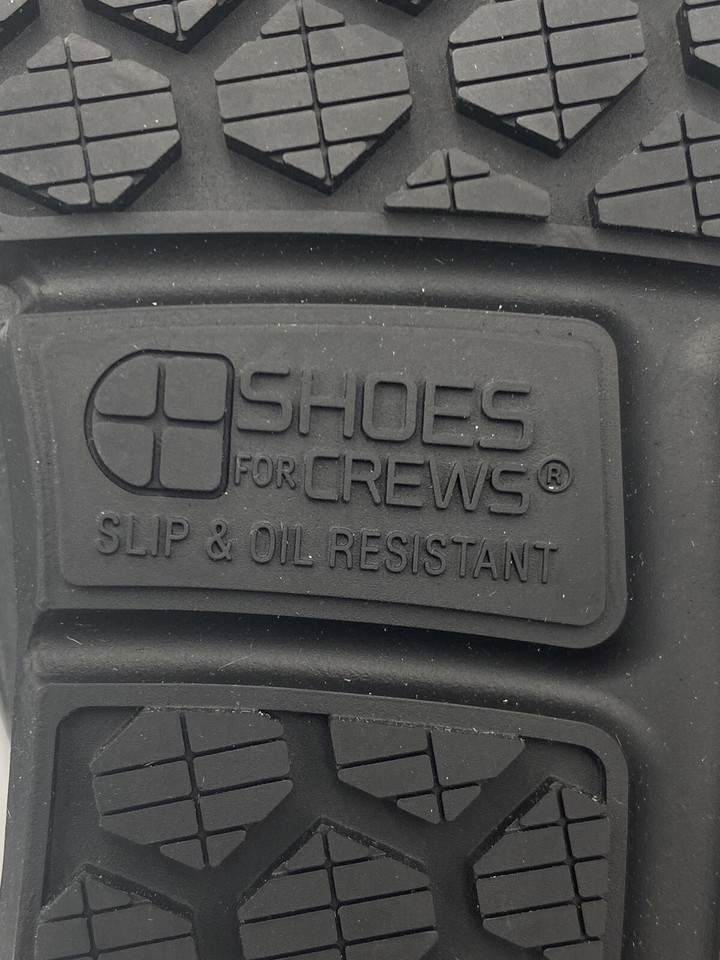 SHOES
FOR CREWS®
SLIP & OIL RESISTANT